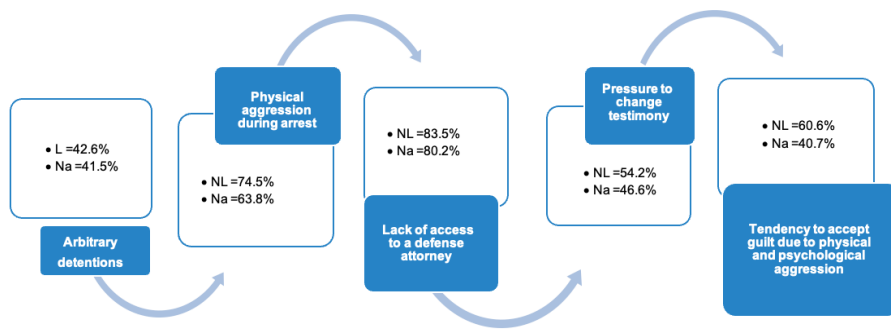 • L =42.6%
• Na =41.5%
Arbitrary
detentions
Physical
aggression
during arrest
• NL =74.5%
• Na =63.8%
• NL =83.5%
• Na =80.2%
Lack of access
to a defense
attorney
Pressure to
change
testimony
• NL =54.2%
• Na =46.6%
• NL =60.6%
• Na =40.7%
Tendency to accept
guilt due to physical
and psychological
aggression